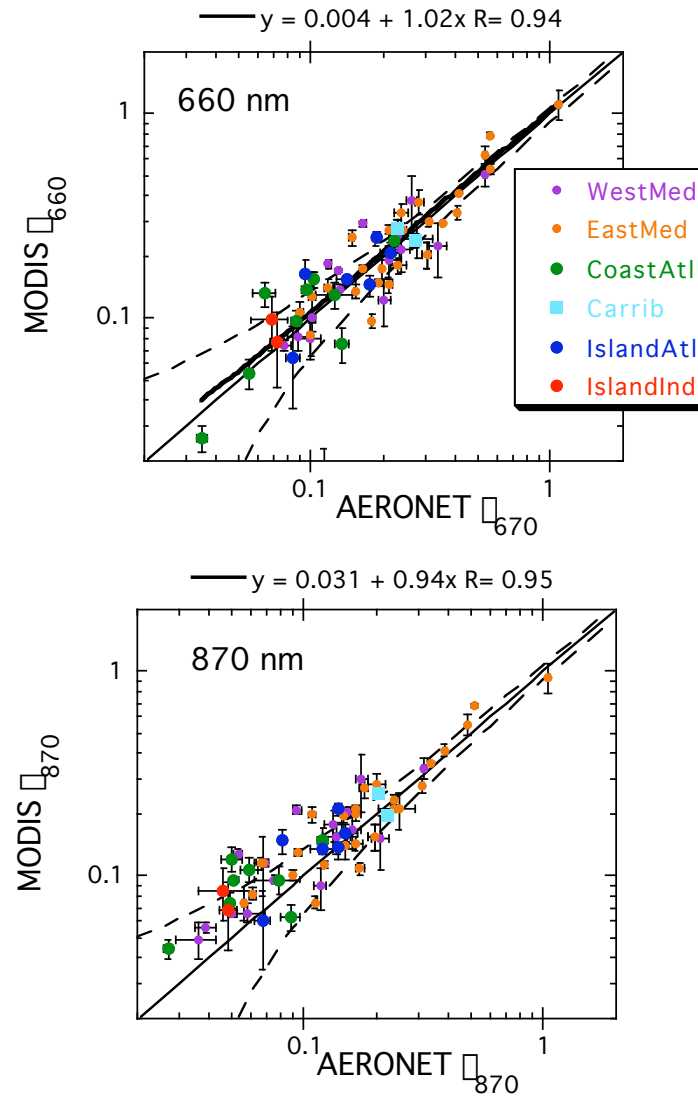 y = 0.004 + 1.02x R= 0.94
660 nm
1
0.1
MODIS □660
WestMed
EastMed
CoastAtl
Carrib
IslandAtl
IslandInd
0.1 1
AERONET □670
y = 0.031 + 0.94x R= 0.95
870 nm
1
0.1
MODIS □870
0.1 1
AERONET □870